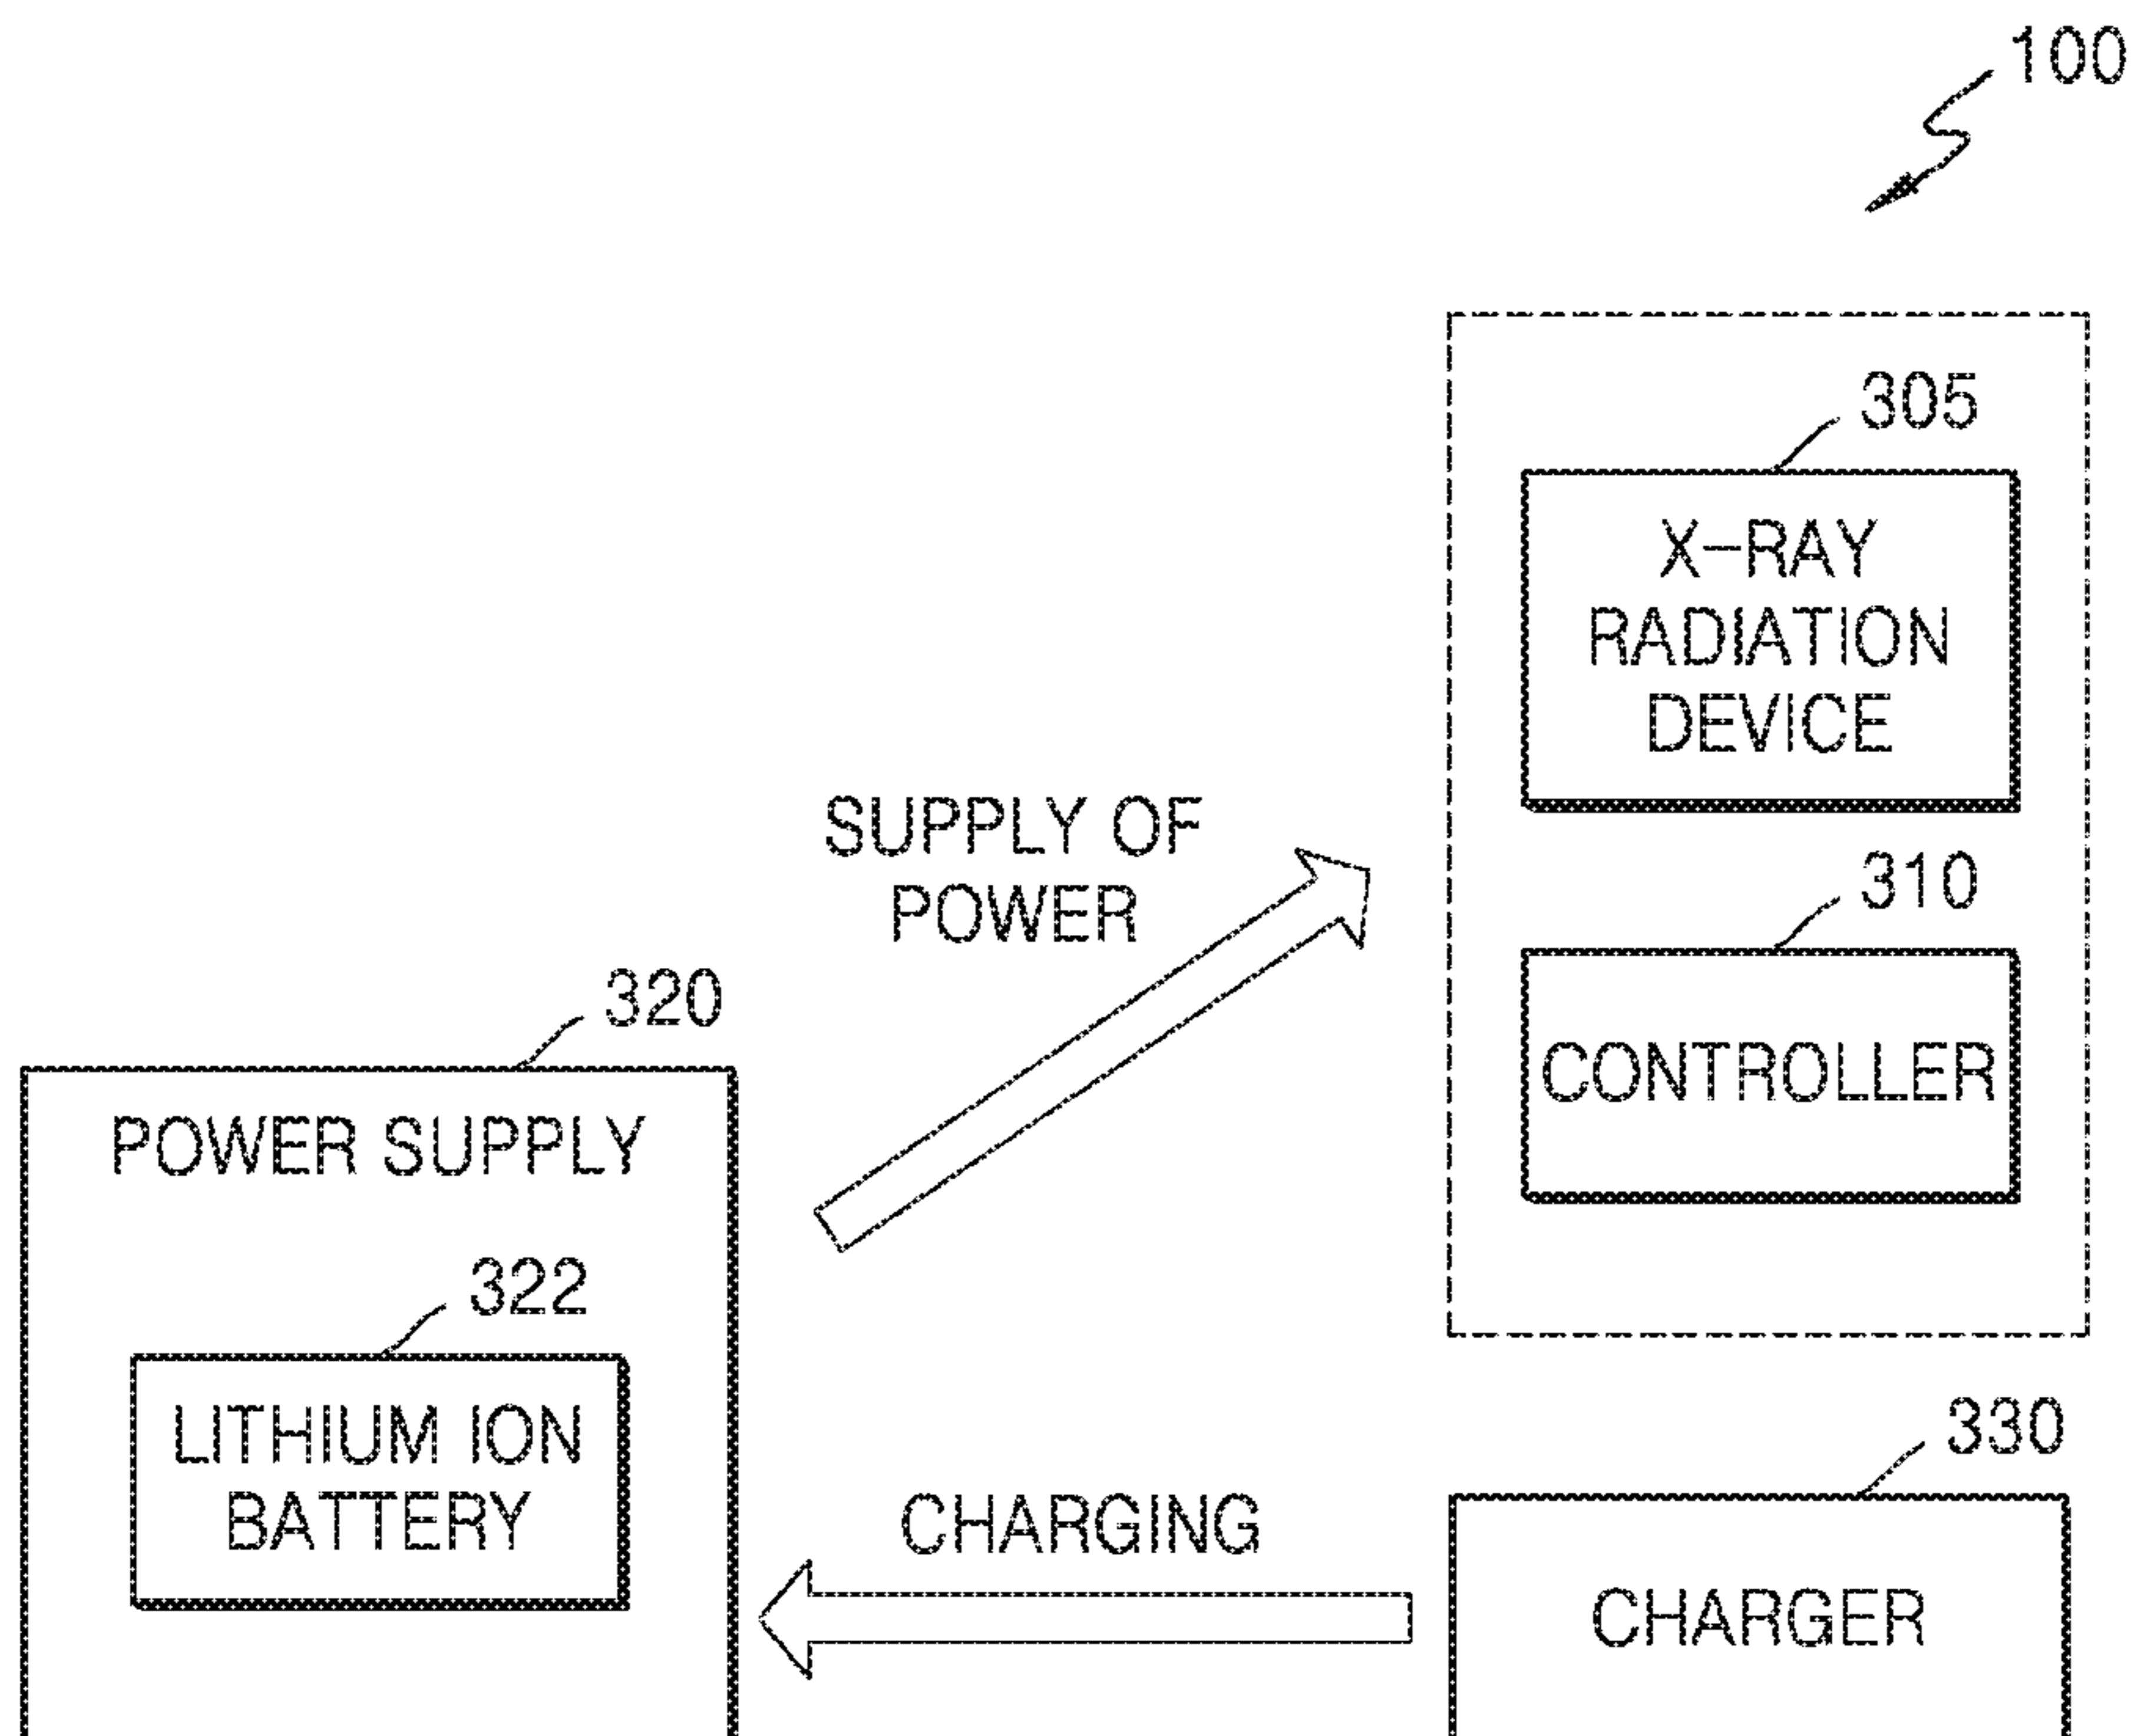 100
305
X-RAY
RADIATION
DEVICE
SUPPLY OF
POWER
310
CONTROLLER
320
POWER SUPPLY
322
LITHIUM ION
BATTERY
330
CHARGING
CHARGER